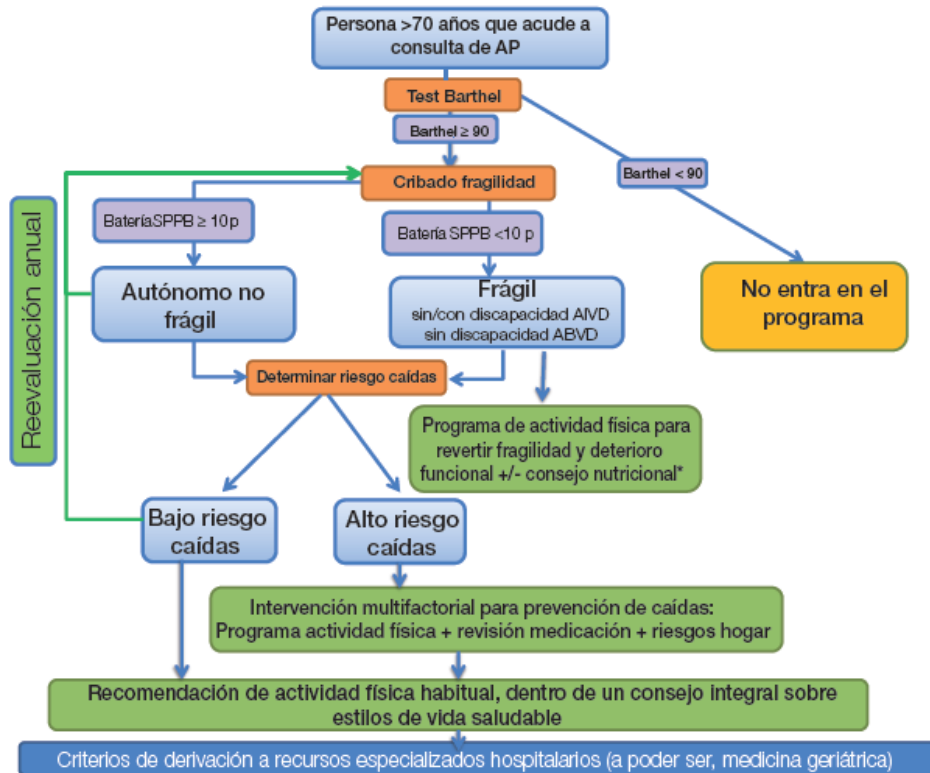 Persona >70 años que acude a
consulta de AP
Test Barthel
Barthel ≥ 90
Barthel < 90
Cribado fragilidad
Reevaluación anual
BateríaSPPB ≥ 10 p
Batería SPPB <10 p
Autónomo no
frágil
Frágil
sin/con discapacidad AIVD
sin discapacidad ABVD
No entra en el
programa
Determinar riesgo caídas
Programa de actividad física para
revertir fragilidad y deterioro
funcional +/- consejo nutricional*
Bajo riesgo
caídas
Alto riesgo
caídas
Intervención multifactorial para prevención de caídas:
Programa actividad física + revisión medicación + riesgos hogar
Recomendación de actividad física habitual, dentro de un consejo integral sobre
estilos de vida saludable
Criterios de derivación a recursos especializados hospitalarios (a poder ser, medicina geriátrica)